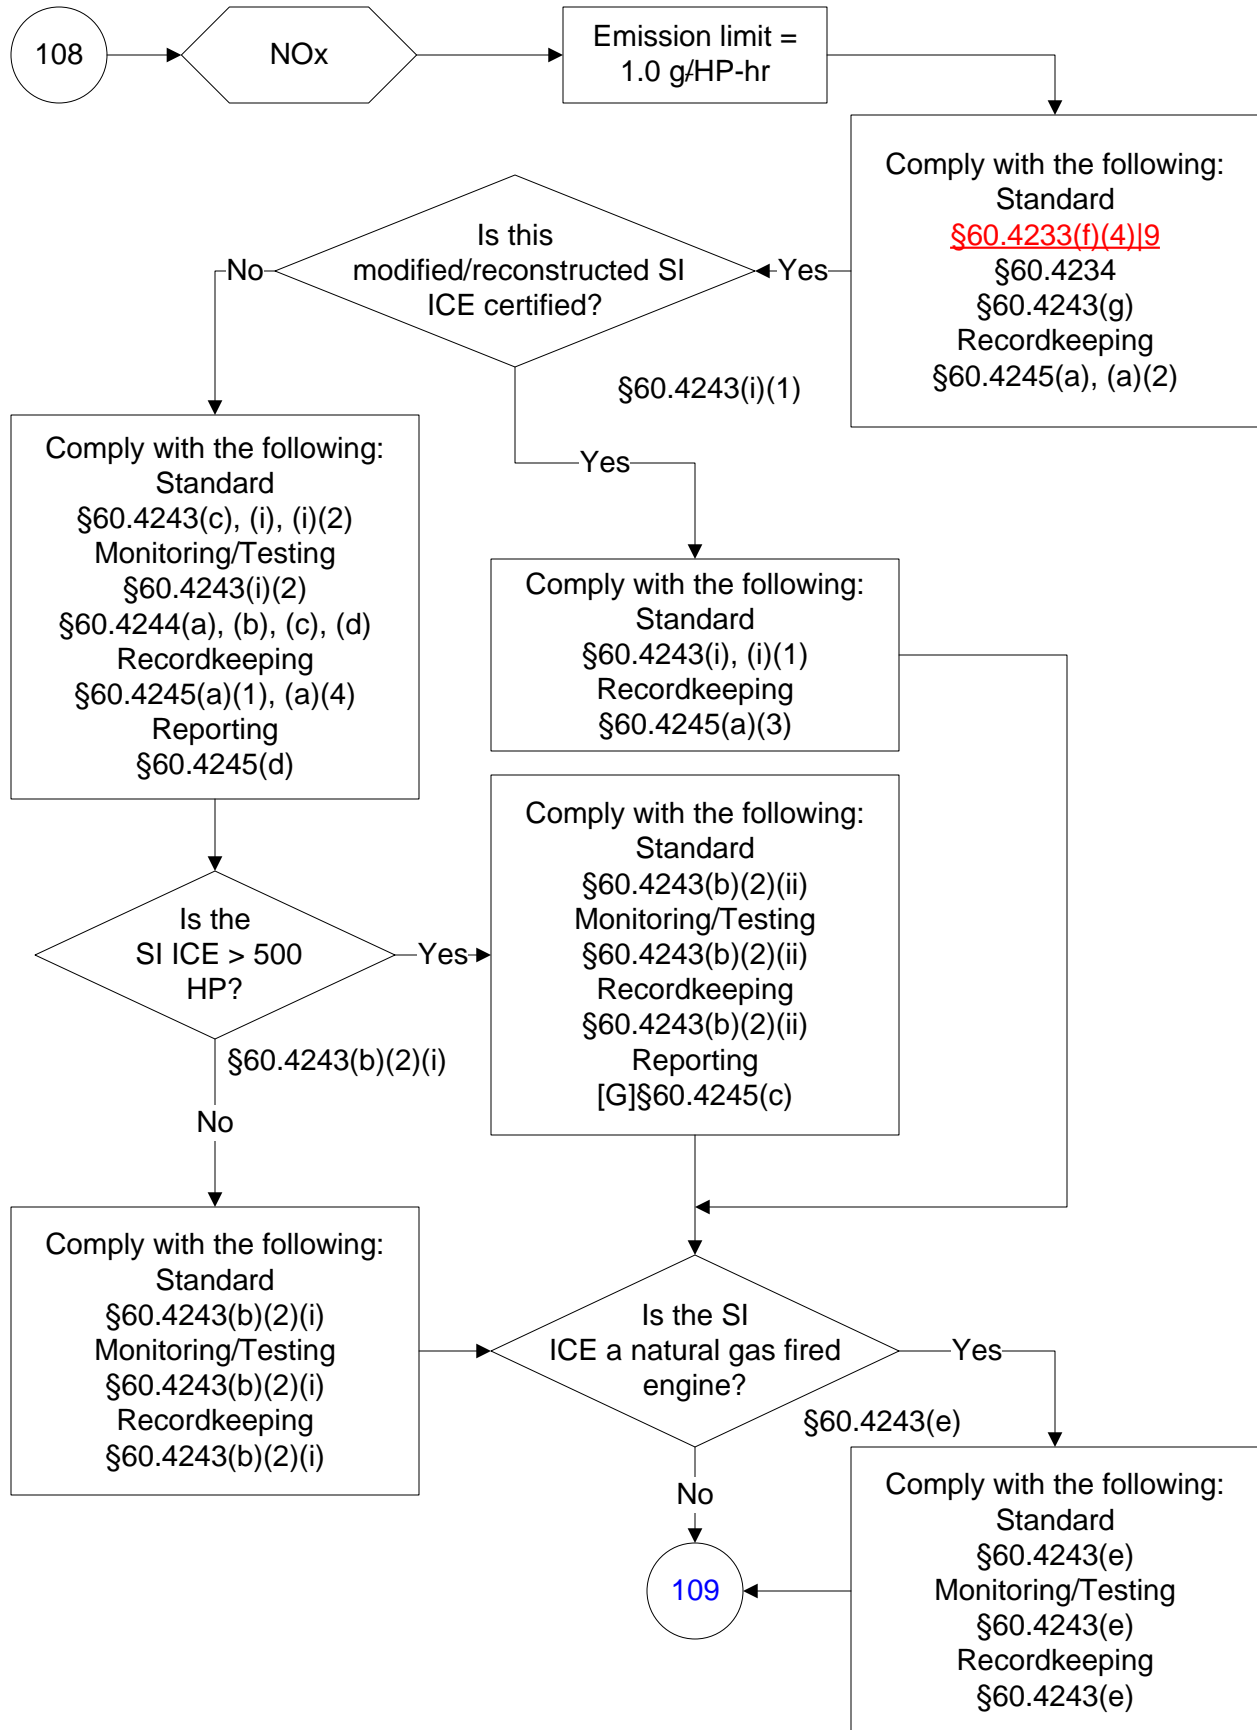 108
NOx
Emission limit =
1.0 g/HP-hr
Comply with the following:
Standard
§60.4233(f)(4)|9
§60.4234
§60.4243(g)
Recordkeeping
§60.4245(a), (a)(2)
Yes
Is this
modified/reconstructed SI
ICE certified?
No
§60.4243(i)(1)
Yes
Comply with the following:
Standard
§60.4243(c), (i), (i)(2)
Monitoring/Testing
§60.4243(i)(2)
§60.4244(a), (b), (c), (d)
Recordkeeping
§60.4245(a)(1), (a)(4)
Reporting
§60.4245(d)
Comply with the following:
Standard
§60.4243(i), (i)(1)
Recordkeeping
§60.4245(a)(3)
Is the
SI ICE > 500
HP?
Yes
§60.4243(b)(2)(i)
No
Comply with the following:
Standard
§60.4243(b)(2)(ii)
Monitoring/Testing
§60.4243(b)(2)(ii)
Recordkeeping
§60.4243(b)(2)(ii)
Reporting
[G]§60.4245(c)
Comply with the following:
Standard
§60.4243(b)(2)(i)
Monitoring/Testing
§60.4243(b)(2)(i)
Recordkeeping
§60.4243(b)(2)(i)
Is the SI
ICE a natural gas fired
engine?
Yes
§60.4243(e)
No
109
Comply with the following:
Standard
§60.4243(e)
Monitoring/Testing
§60.4243(e)
Recordkeeping
§60.4243(e)